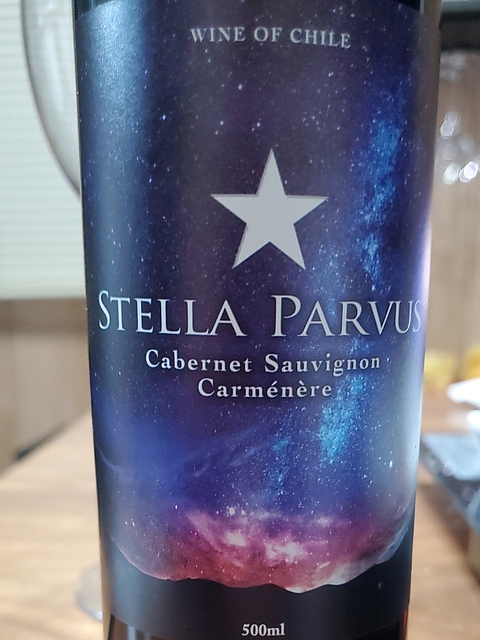 WINE OF CHILE
STELLA PARVUS
Cabernet Sauvignon
Carménère
500ml